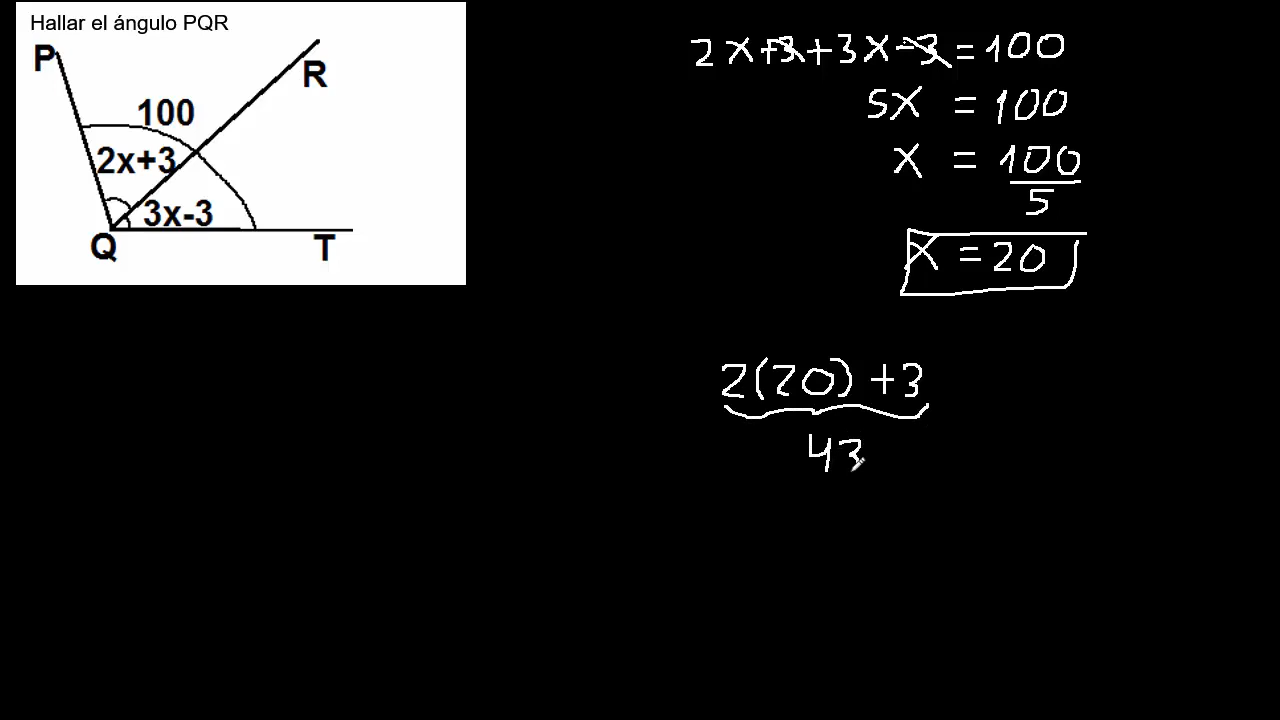 Hallar el ángulo PQR
P
R
100
2x+3
3x-3
Q
T
2x+3+3x-3=100
5x = 100
x = 100
5
x = 20
2(20)+3
43